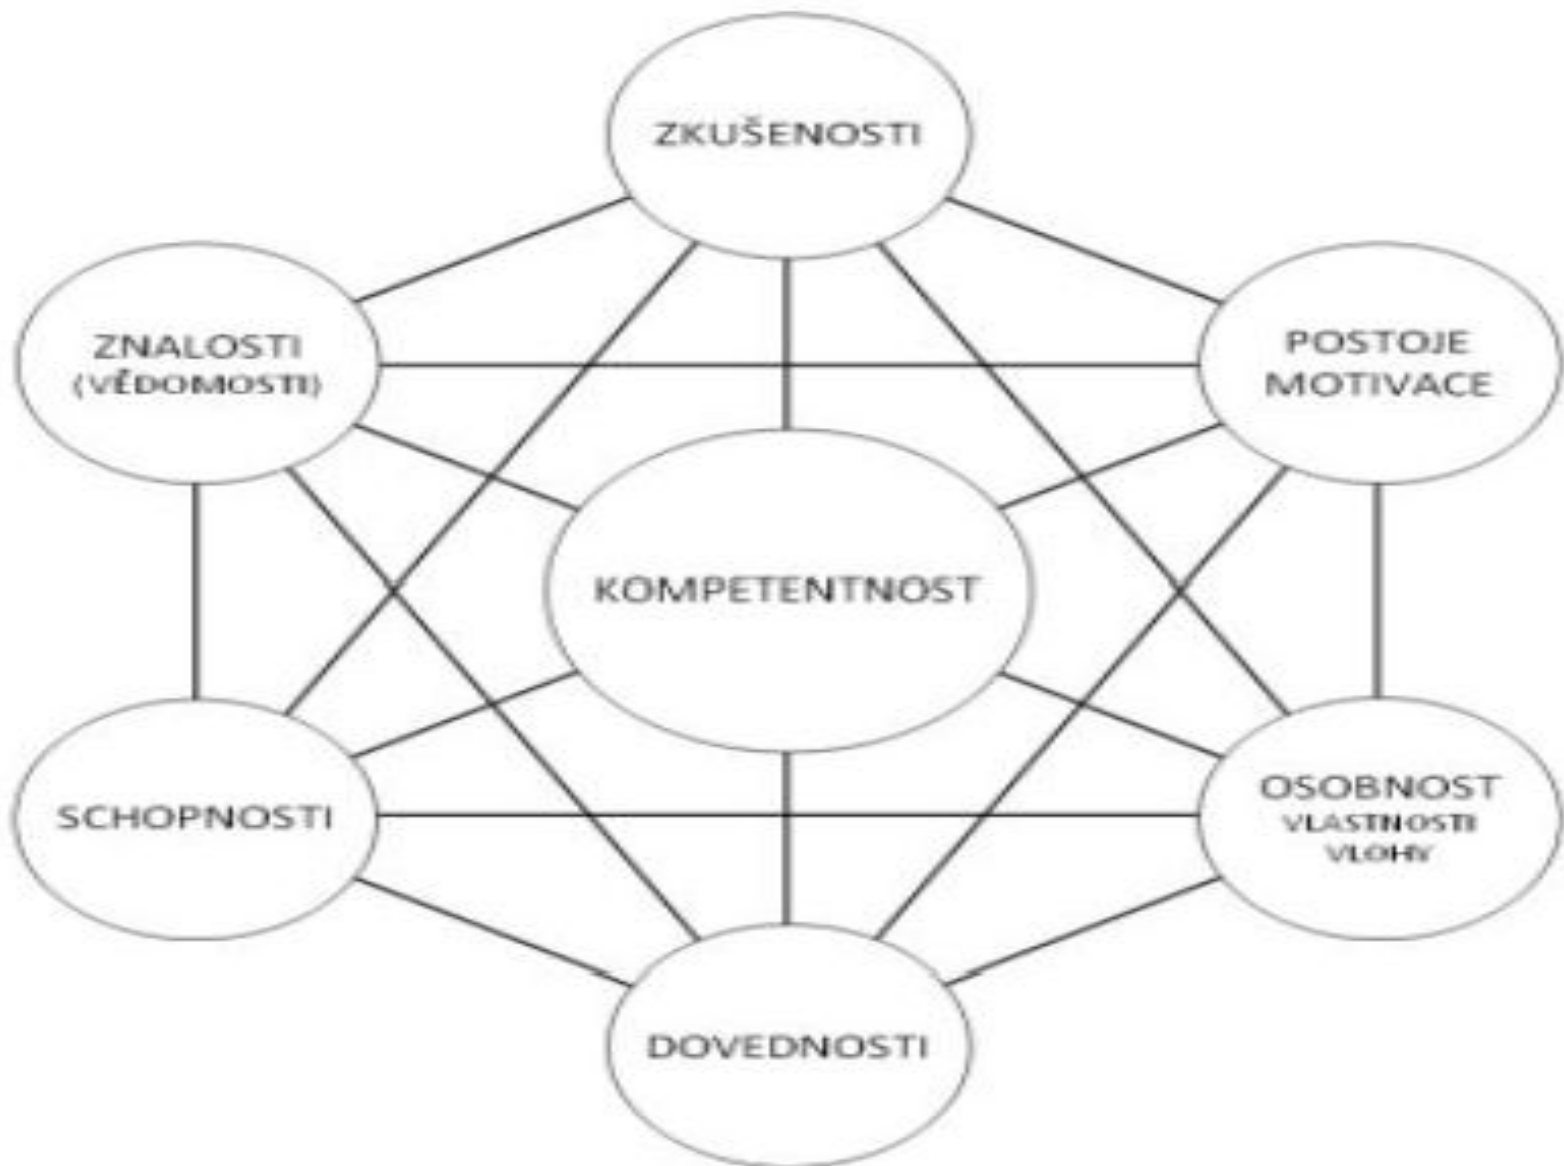 ZKUŠENOSTI
ZNALOSTI
(VĚDOMOSTI)
POSTOJE
MOTIVACE
KOMPETENTNOST
SCHOPNOSTI
OSOBNOST
VLASTNOSTI
VLOHY
DOVEDNOSTI